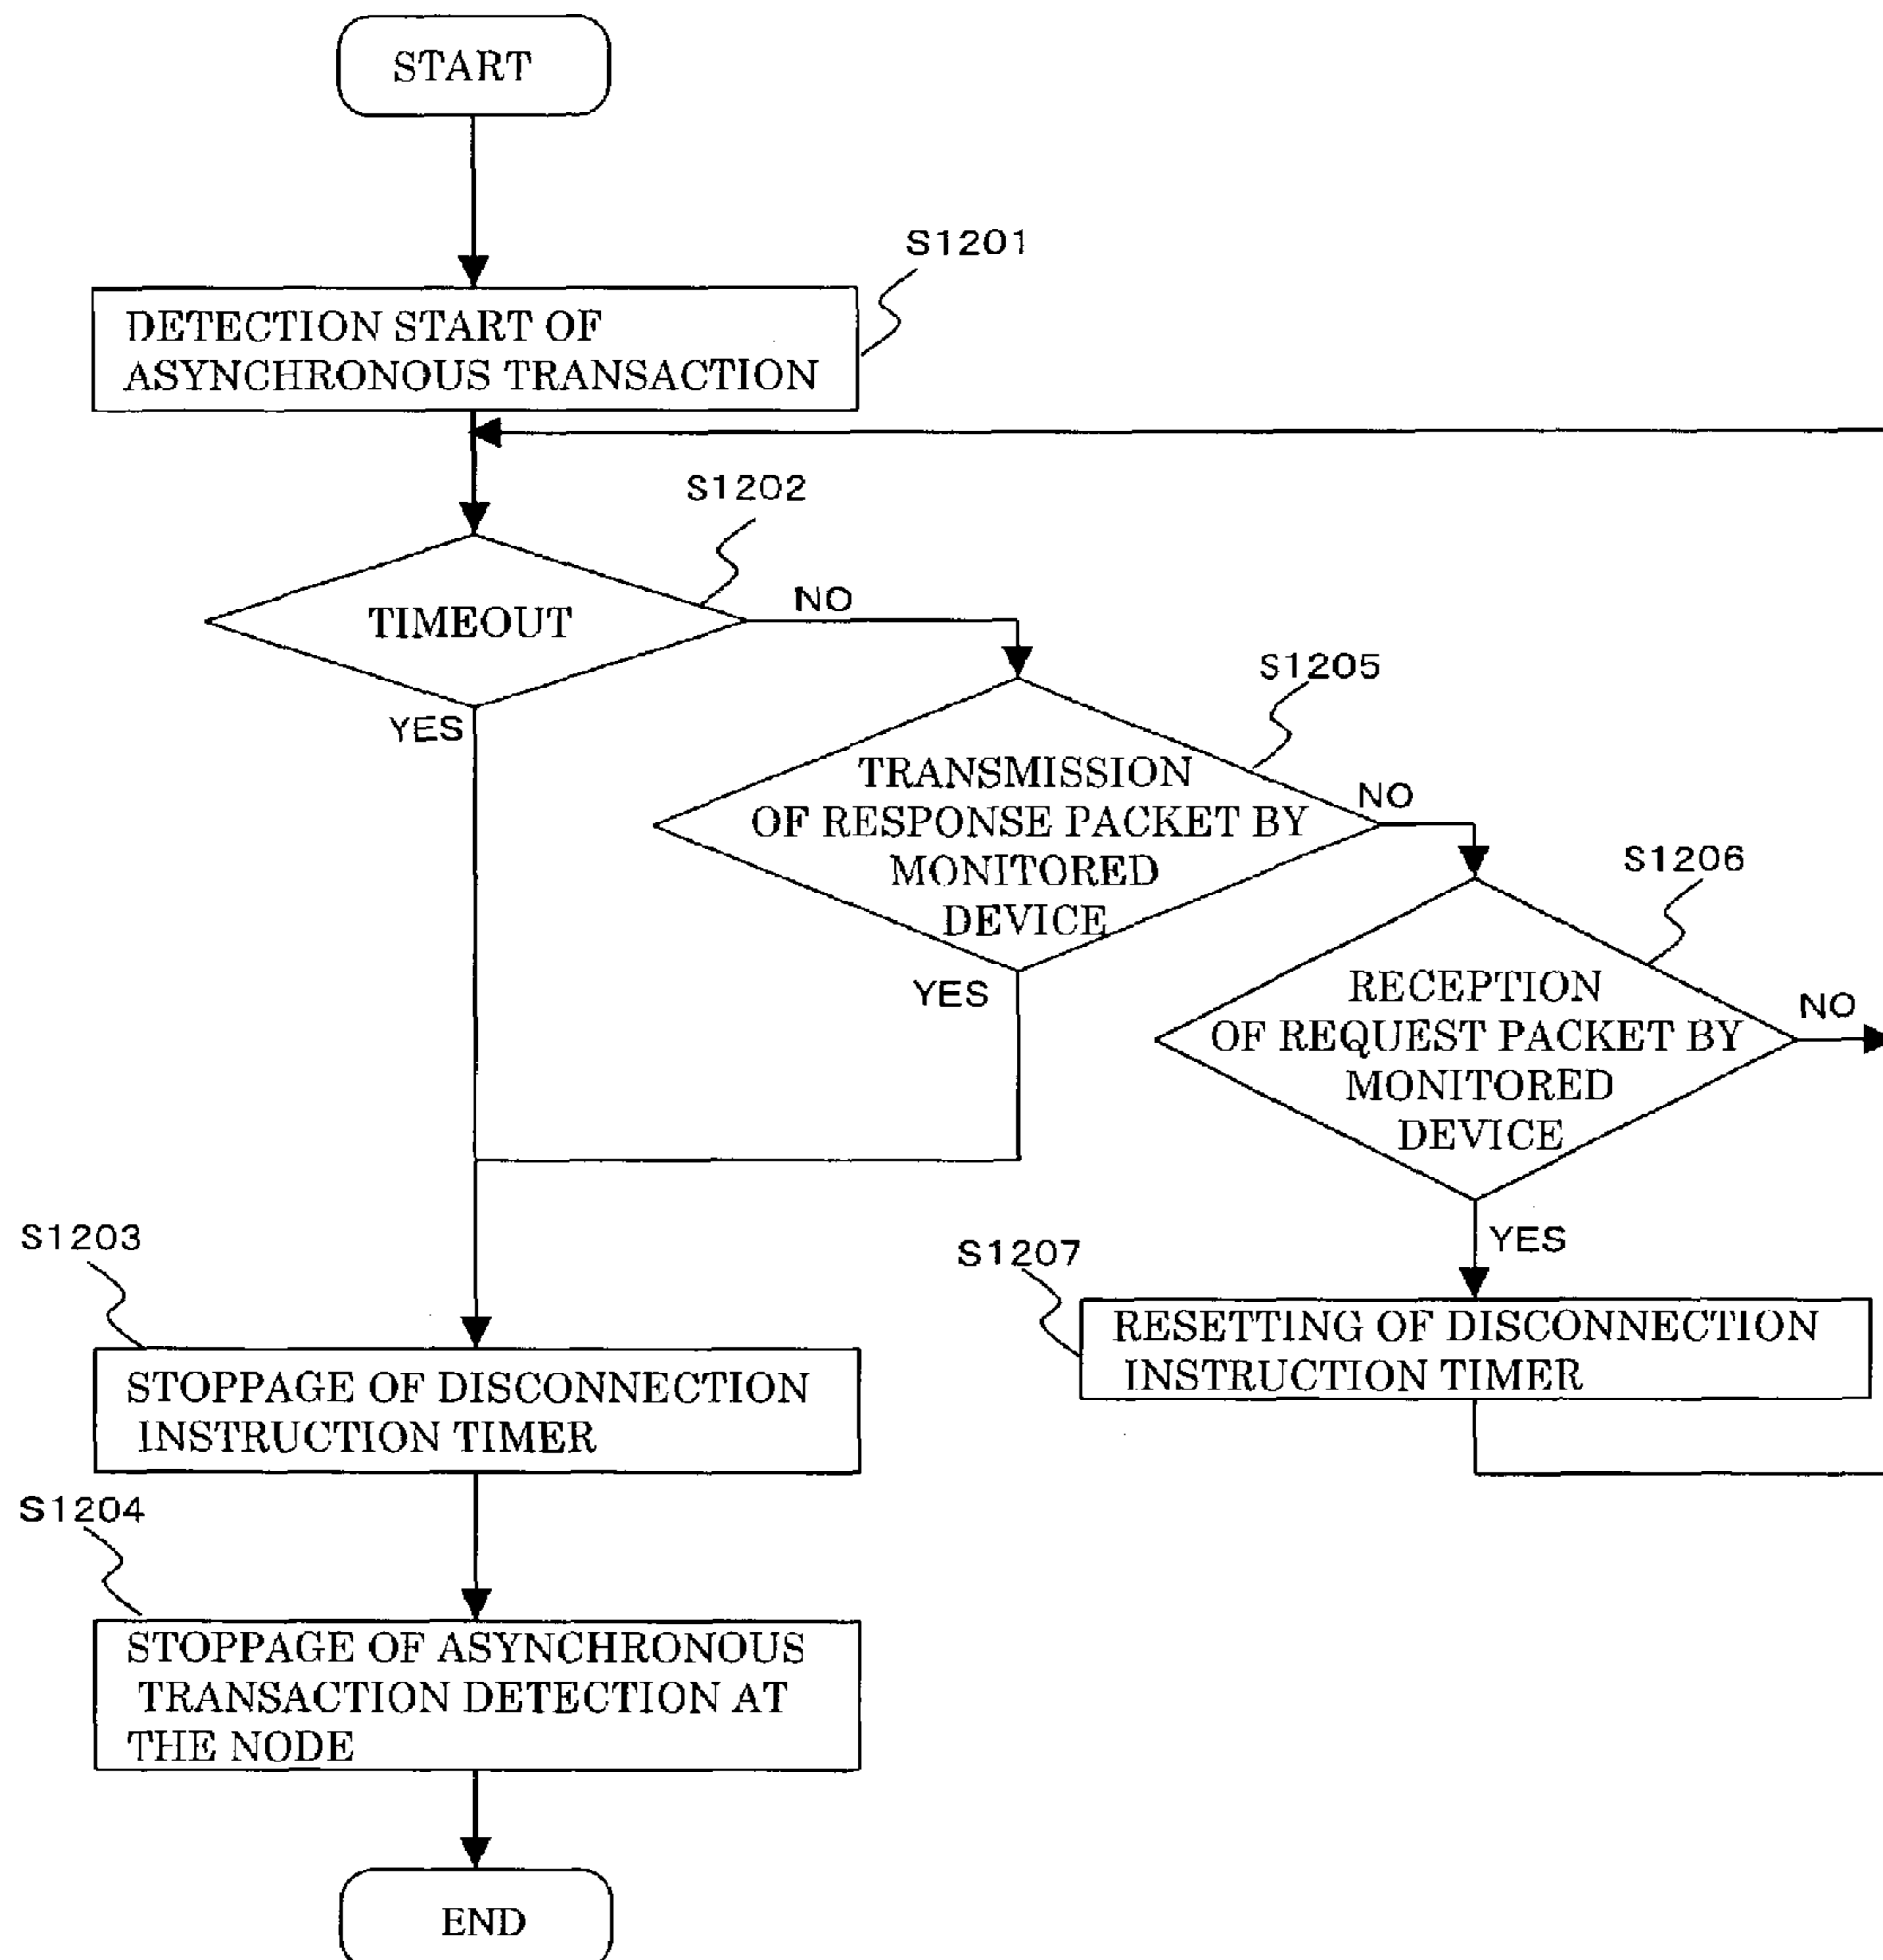 START
S1201
DETECTION START OF
ASYNCHRONOUS TRANSACTION
S1202
TIMEOUT
NO
YES
S1205
TRANSMISSION
OF RESPONSE PACKET BY
MONITORED
DEVICE
NO
YES
S1206
RECEPTION
OF REQUEST PACKET BY
MONITORED
DEVICE
NO
YES
S1207
RESETTING OF DISCONNECTION
INSTRUCTION TIMER
S1203
STOPPAGE OF DISCONNECTION
INSTRUCTION TIMER
S1204
STOPPAGE OF ASYNCHRONOUS
TRANSACTION DETECTION AT
THE NODE
END